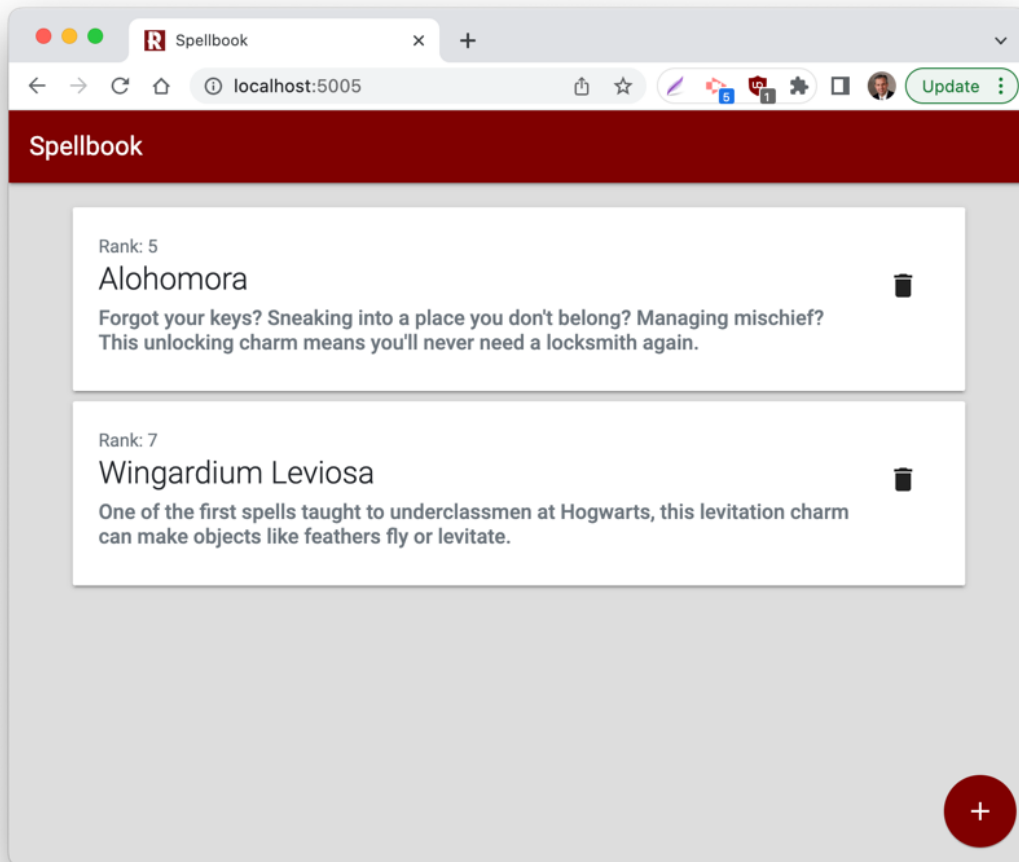 Spellbook
localhost:5005
5
1
Update
Spellbook
Rank: 5
Alohomora
Forgot your keys? Sneaking into a place you don't belong? Managing mischief?
This unlocking charm means you'll never need a locksmith again.
Rank: 7
Wingardium Leviosa
One of the first spells taught to underclassmen at Hogwarts, this levitation charm
can make objects like feathers fly or levitate.